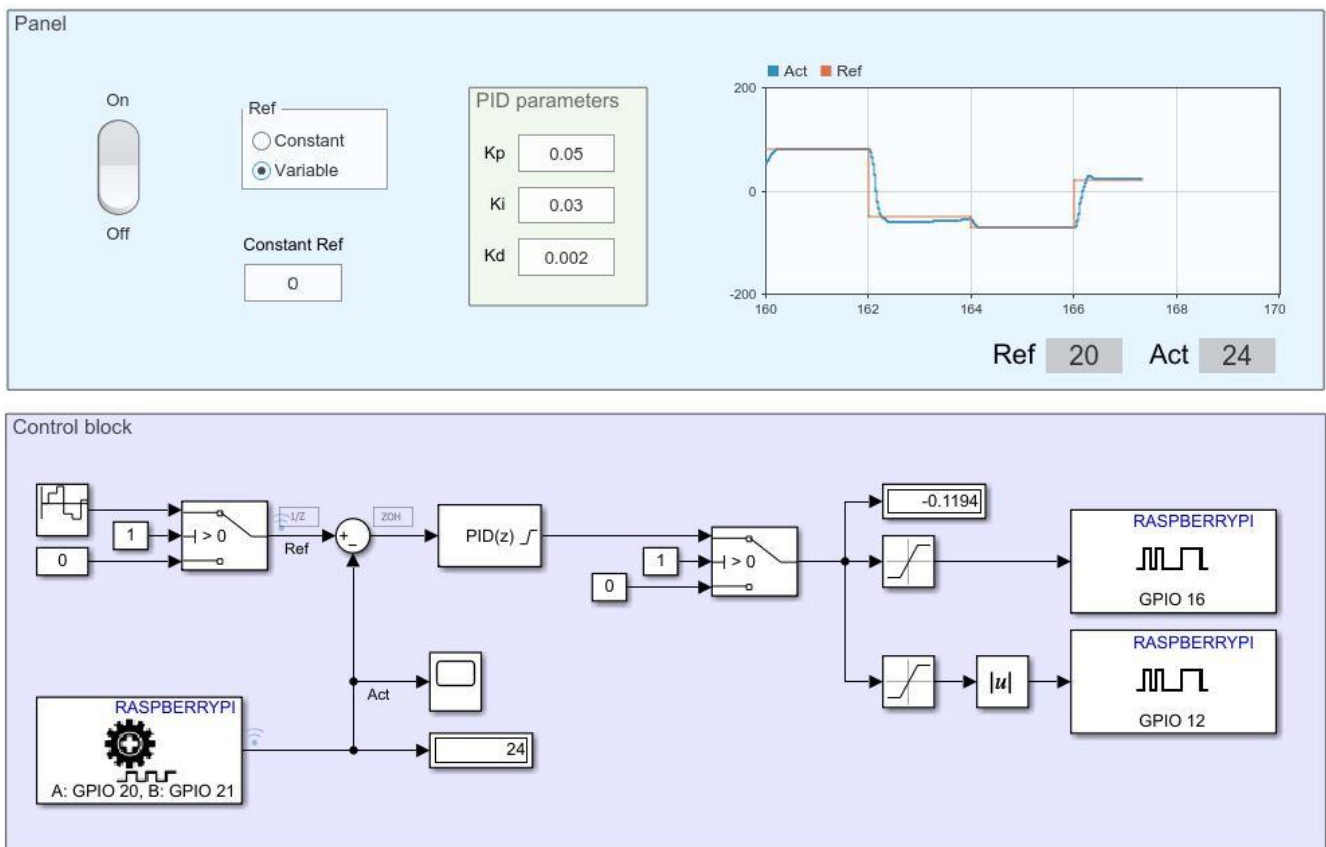 Panel
On
Off
Ref
Constant
Variable
Constant Ref
0
PID parameters
Kp 0.05
Ki 0.03
Kd 0.002
Act Ref
200
0
-200
160 162 164 166 168 170
Ref 20 Act 24
Control block
1
> 0
0
1/Z
Ref
+
−
ZOH
PID(z)
1
> 0
0
-0.1194
RASPBERRYPI
GPIO 16
RASPBERRYPI
|u|
GPIO 12
Act
24
RASPBERRYPI
A: GPIO 20, B: GPIO 21